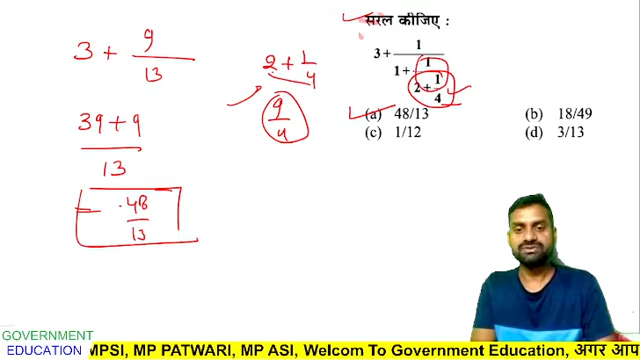 सरल कीजिए :
3 + 1
1 + 1
2 + 1
4
(a) 48/13 (b) 18/49
(c) 1/12 (d) 3/13
3 + 9
13
39 + 9
13
= 48
13
2 + 1
4
9
4
GOVERNMENT
EDUCATION
MPSI, MP PATWARI, MP ASI, Welcom To Government Education, अगर आप